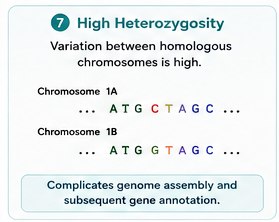 7 High Heterozygosity
Variation between homologous
chromosomes is high.
Chromosome 1A
... A T G C T A G C ...
Chromosome 1B
... A T G G T A G C ...
Complicates genome assembly and
subsequent gene annotation.